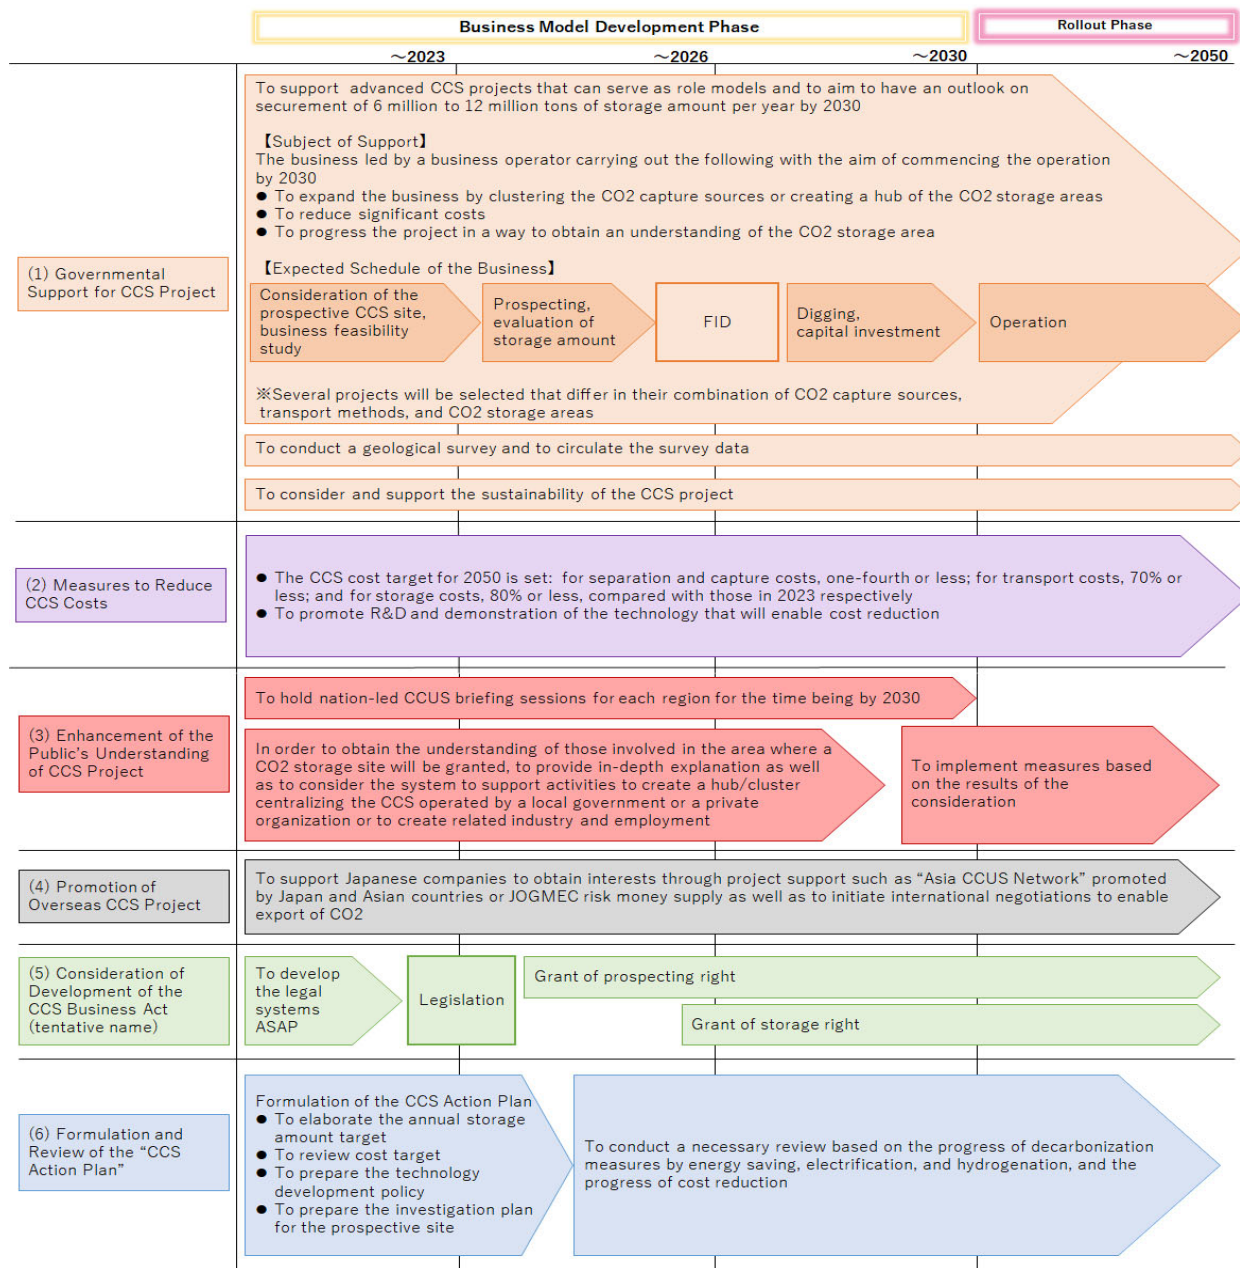 Business Model Development Phase
Rollout Phase
～2023
～2026
～2030
～2050
(1) Governmental
Support for CCS Project
To support  advanced CCS projects that can serve as role models and to aim to have an outlook on
securement of 6 million to 12 million tons of storage amount per year by 2030
【Subject of Support】
The business led by a business operator carrying out the following with the aim of commencing the operation
by 2030
● To expand the business by clustering the CO2 capture sources or creating a hub of the CO2 storage areas
● To reduce significant costs
● To progress the project in a way to obtain an understanding of the CO2 storage area
【Expected Schedule of the Business】
Consideration of the
prospective CCS site,
business feasibility
study
Prospecting,
evaluation of
storage amount
FID
Digging,
capital investment
Operation
※Several projects will be selected that differ in their combination of CO2 capture sources,
transport methods, and CO2 storage areas
To conduct a geological survey and to circulate the survey data
To consider and support the sustainability of the CCS project
(2) Measures to Reduce
CCS Costs
● The CCS cost target for 2050 is set:  for separation and capture costs, one-fourth or less; for transport costs, 70% or
less; and for storage costs, 80% or less, compared with those in 2023 respectively
● To promote R&D and demonstration of the technology that will enable cost reduction
(3) Enhancement of the
Public's Understanding
of CCS Project
To hold nation-led CCUS briefing sessions for each region for the time being by 2030
In order to obtain the understanding of those involved in the area where a
CO2 storage site will be granted, to provide in-depth explanation as well
as to consider the system to support activities to create a hub/cluster
centralizing the CCS operated by a local government or a private
organization or to create related industry and employment
To implement measures based
on the results of the
consideration
(4) Promotion of
Overseas CCS Project
To support Japanese companies to obtain interests through project support such as “Asia CCUS Network” promoted
by Japan and Asian countries or JOGMEC risk money supply as well as to initiate international negotiations to enable
export of CO2
(5) Consideration of
Development of the
CCS Business Act
(tentative name)
To develop
the legal
systems
ASAP
Legislation
Grant of prospecting right
Grant of storage right
(6) Formulation and
Review of the “CCS
Action Plan”
Formulation of the CCS Action Plan
● To elaborate the annual storage
amount target
● To review cost target
● To prepare the technology
development policy
● To prepare the investigation plan
for the prospective site
To conduct a necessary review based on the progress of decarbonization
measures by energy saving, electrification, and hydrogenation, and the
progress of cost reduction